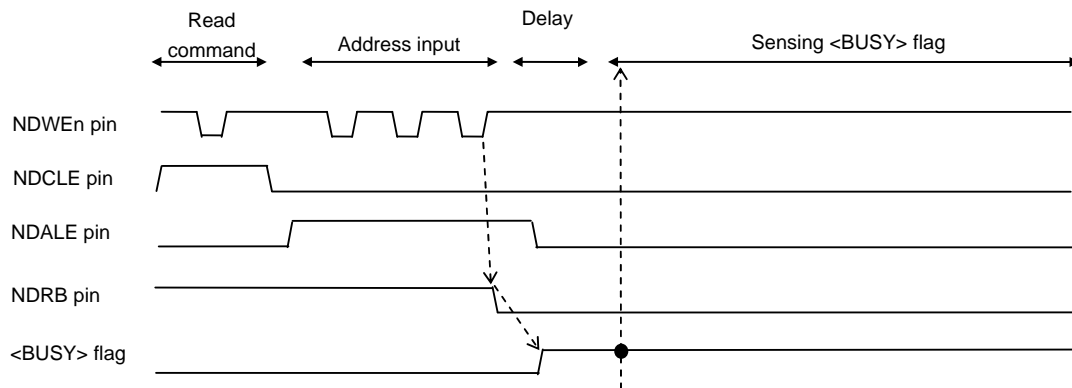 Read
command
Address input
Delay
Sensing <BUSY> flag
NDWEn pin
NDCLE pin
NDALE pin
NDRB pin
<BUSY> flag